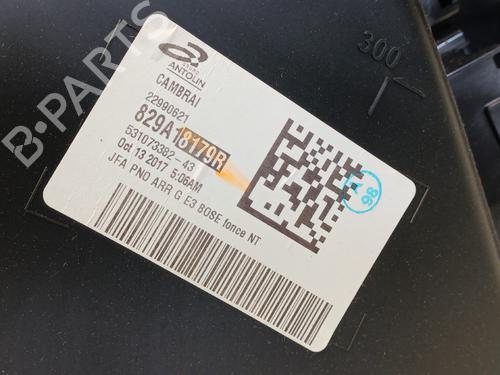 GRUPO
ANTOLIN
CAMBRAI
22990621
829A18179R
531073382-43
Oct 13 2017 5:06AM
JFA PNO ARR G E3 BOSE fonce NT
300
A
98
B-PARTS